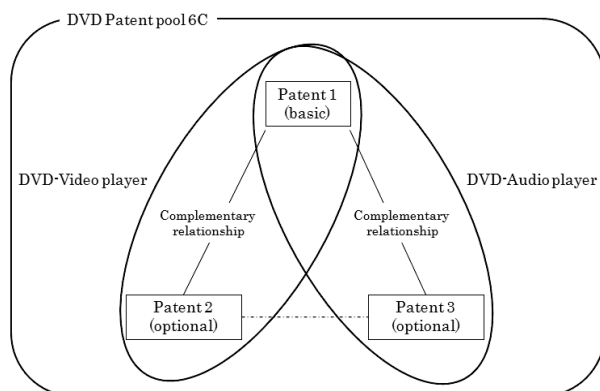 DVD Patent pool 6C
Patent 1
(basic)
DVD-Video player
DVD-Audio player
Complementary
relationship
Complementary
relationship
Patent 2
(optional)
Patent 3
(optional)